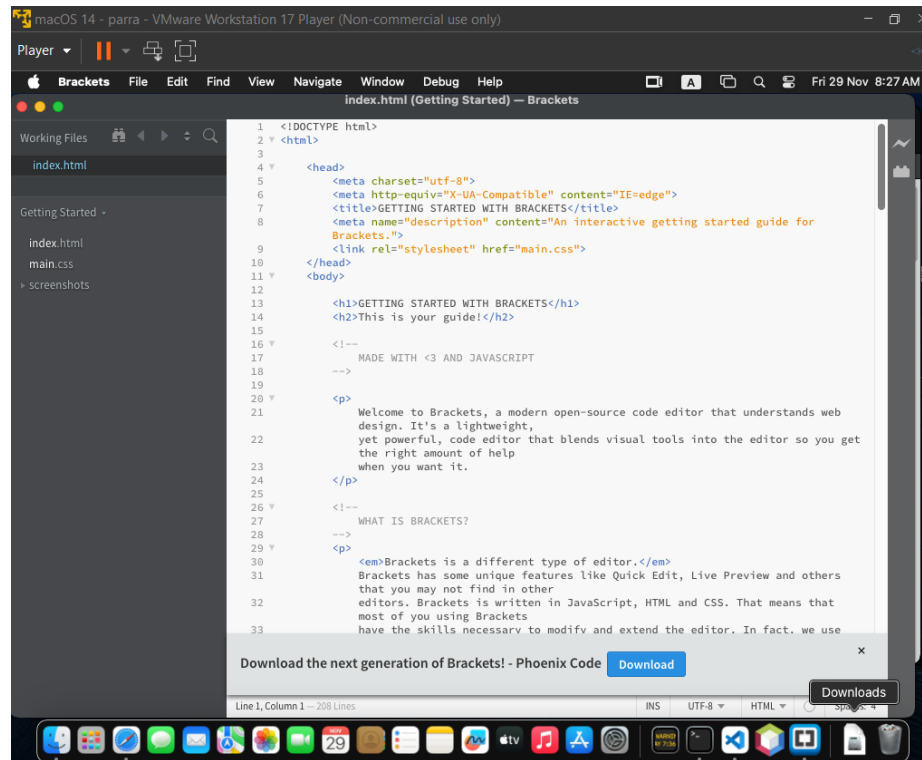 macOS 14 - parra - VMware Workstation 17 Player (Non-commercial use only)
Player
Brackets File Edit Find View Navigate Window Debug Help A Fri 29 Nov 8:27 AM
index.html (Getting Started) — Brackets
Working Files
index.html
Getting Started
index.html
main.css
screenshots
1 <!DOCTYPE html>
2 <html>
3
4 <head>
5 <meta charset="utf-8">
6 <meta http-equiv="X-UA-Compatible" content="IE=edge">
7 <title>GETTING STARTED WITH BRACKETS</title>
8 <meta name="description" content="An interactive getting started guide for
Brackets.">
9 <link rel="stylesheet" href="main.css">
10 </head>
11 <body>
12
13 <h1>GETTING STARTED WITH BRACKETS</h1>
14 <h2>This is your guide!</h2>
15
16 <!--
17 MADE WITH <3 AND JAVASCRIPT
18 -->
19
20 <p>
21 Welcome to Brackets, a modern open-source code editor that understands web
design. It's a lightweight,
22 yet powerful, code editor that blends visual tools into the editor so you get
the right amount of help
23 when you want it.
24 </p>
25
26 <!--
27 WHAT IS BRACKETS?
28 -->
29 <p>
30 <em>Brackets is a different type of editor.</em>
31 Brackets has some unique features like Quick Edit, Live Preview and others
that you may not find in other
32 editors. Brackets is written in JavaScript, HTML and CSS. That means that
most of you using Brackets
33 have the skills necessary to modify and extend the editor. In fact, we use
Download the next generation of Brackets! - Phoenix Code Download
×
Downloads
Line 1, Column 1 — 208 Lines INS UTF-8 HTML Spaces: 4
NOV
29
tv